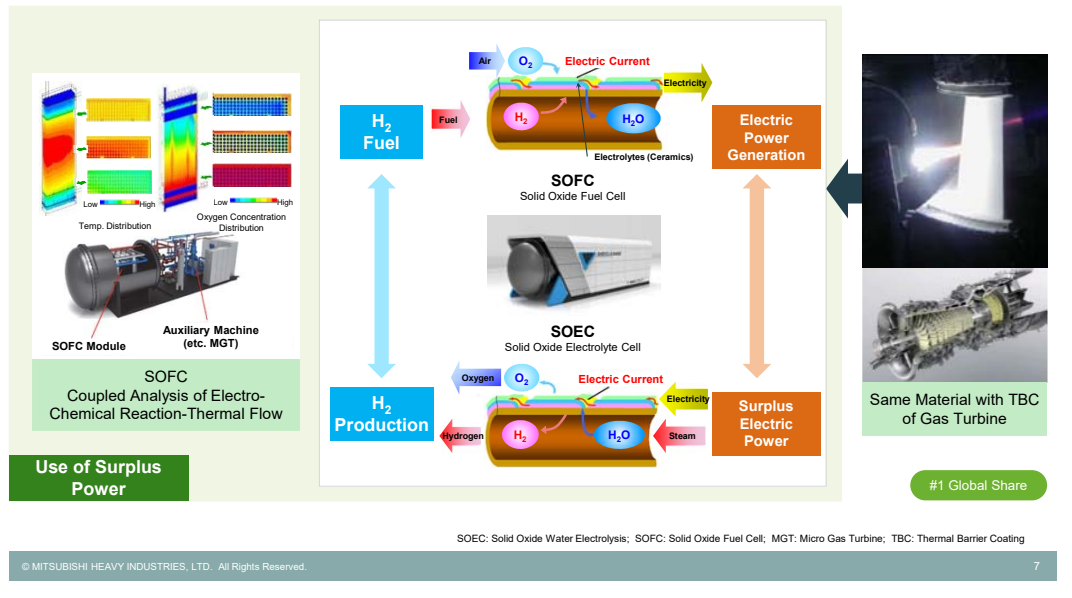 Low High
Temp. Distribution
Low High
Oxygen Concentration
Distribution
SOFC Module
Auxiliary Machine
(etc. MGT)
SOFC
Coupled Analysis of Electro-
Chemical Reaction-Thermal Flow
Use of Surplus
Power
Air
O2
Electric Current
Electricity
H2
Fuel
Fuel
H2
H2O
Electric
Power
Generation
Electrolytes (Ceramics)
SOFC
Solid Oxide Fuel Cell
SOEC
Solid Oxide Electrolyte Cell
Oxygen
O2
Electric Current
Electricity
H2
Production
Hydrogen
H2
H2O
Steam
Surplus
Electric
Power
Same Material with TBC
of Gas Turbine
#1 Global Share
SOEC: Solid Oxide Water Electrolysis; SOFC: Solid Oxide Fuel Cell; MGT: Micro Gas Turbine; TBC: Thermal Barrier Coating
© MITSUBISHI HEAVY INDUSTRIES, LTD. All Rights Reserved.
7